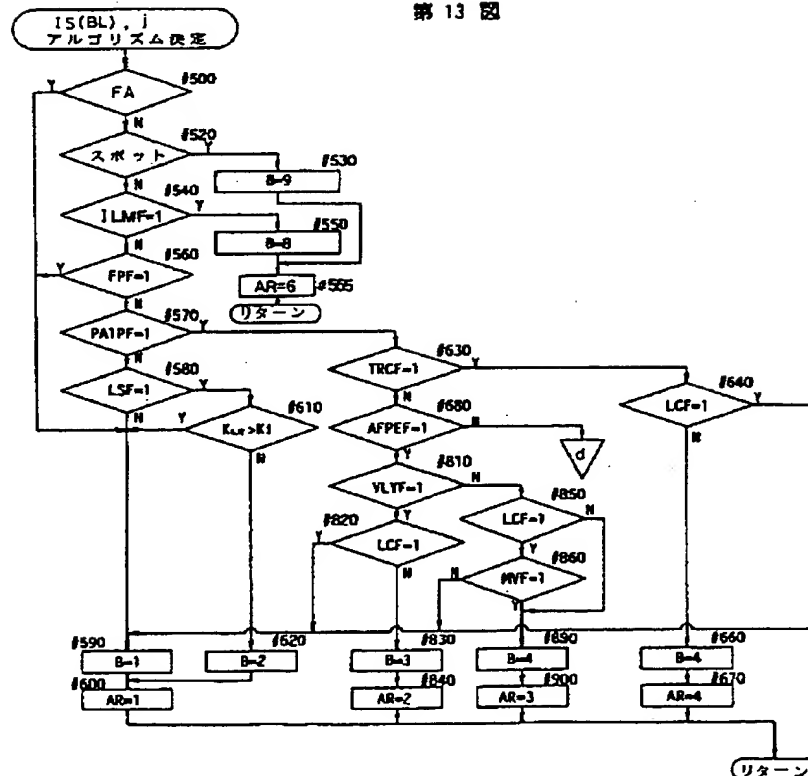 第 13 図
IS(BL), j
アルゴリズム決定
#500
Y
FA
N
#520
Y
スポット
#530
B=9
N
#540
ILMF=1
Y
#550
B=8
N
#560
Y
FPF=1
AR=6
#555
リターン
N
#570
PA1PF=1
Y
N
#580
LSF=1
Y
N
#610
Y
N
#630
TRCF=1
Y
N
#640
LCF=1
Y
N
#680
AFPEF=1
N
d
Y
#810
VLYF=1
N
Y
#820
Y
LCF=1
N
#850
LCF=1
N
Y
#860
N
MVF=1
Y
#590
B=1
#620
B=2
#830
B=3
#890
B=4
#660
B=4
#600
AR=1
#840
AR=2
#900
AR=3
#670
AR=4
リターン